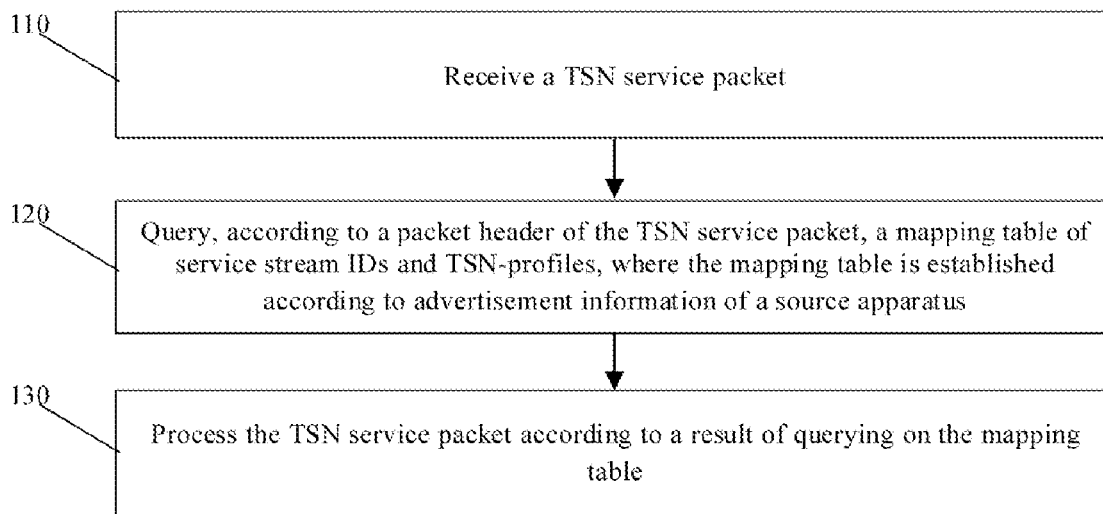 110
Receive a TSN service packet
120
Query, according to a packet header of the TSN service packet, a mapping table of
service stream IDs and TSN-profiles, where the mapping table is established
according to advertisement information of a source apparatus
130
Process the TSN service packet according to a result of querying on the mapping
table